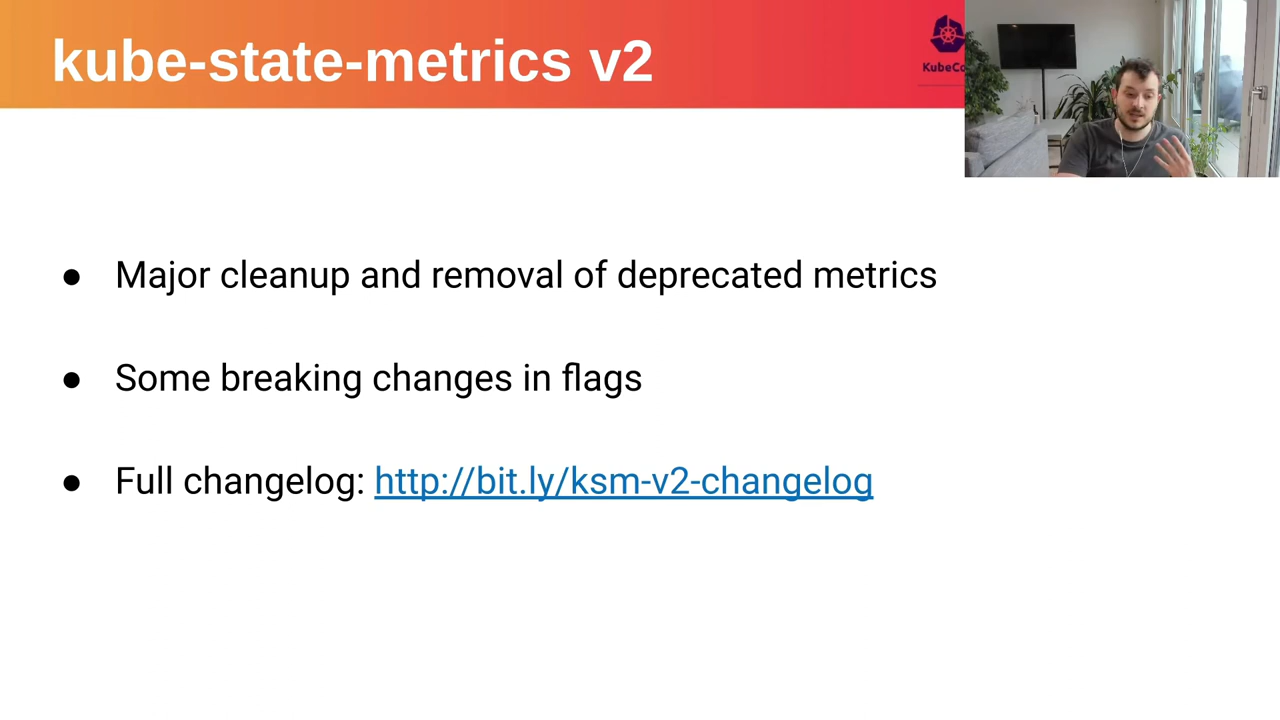 kube-state-metrics v2
● Major cleanup and removal of deprecated metrics
● Some breaking changes in flags
● Full changelog: http://bit.ly/ksm-v2-changelog